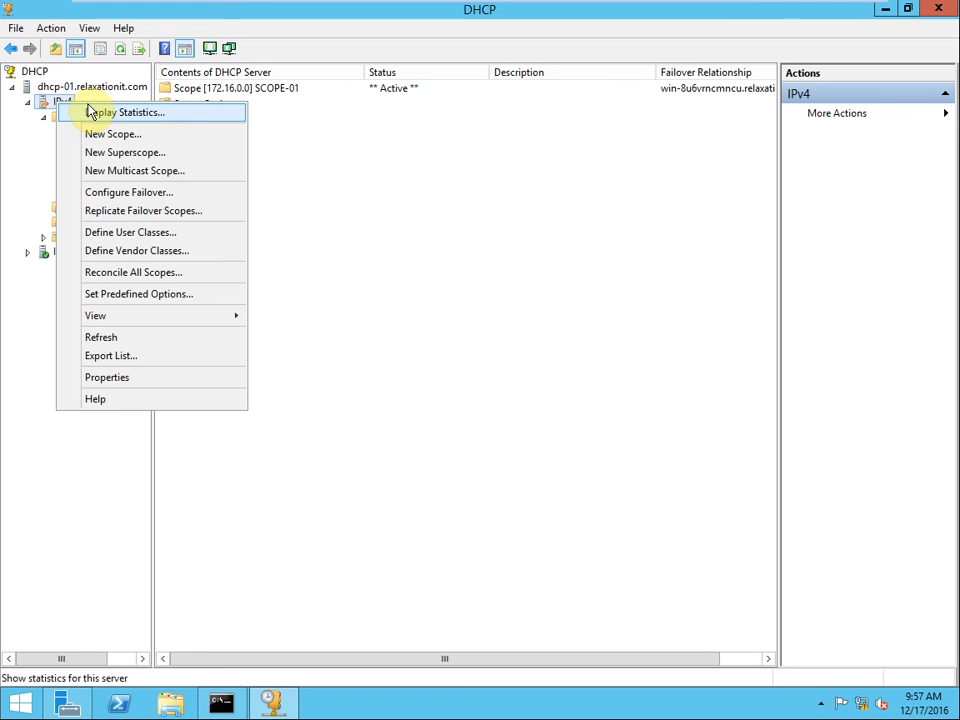 DHCP
File Action View Help
DHCP
dhcp-01.relaxationit.com
IPv4
Contents of DHCP Server Status Description Failover Relationship
Scope [172.16.0.0] SCOPE-01 ** Active ** win-8u6vrncmncu.relaxati
Display Statistics...
New Scope...
New Superscope...
New Multicast Scope...
Configure Failover...
Replicate Failover Scopes...
Define User Classes...
Define Vendor Classes...
Reconcile All Scopes...
Set Predefined Options...
View
Refresh
Export List...
Properties
Help
Actions
IPv4
More Actions
Show statistics for this server
9:57 AM
12/17/2016